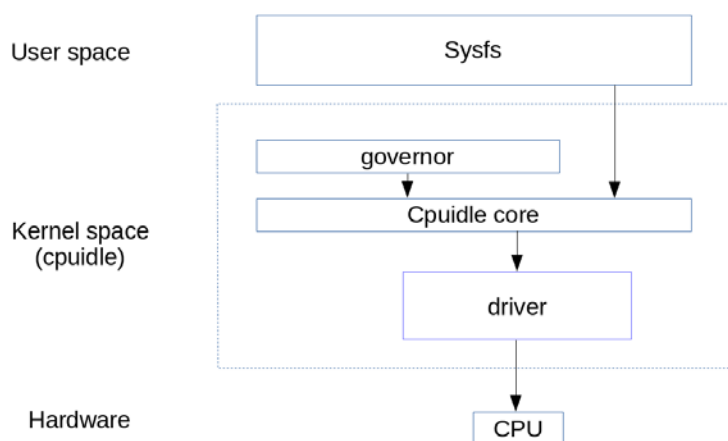 User space
Sysfs
governor
Cpuidle core
Kernel space
(cpuidle)
driver
Hardware
CPU